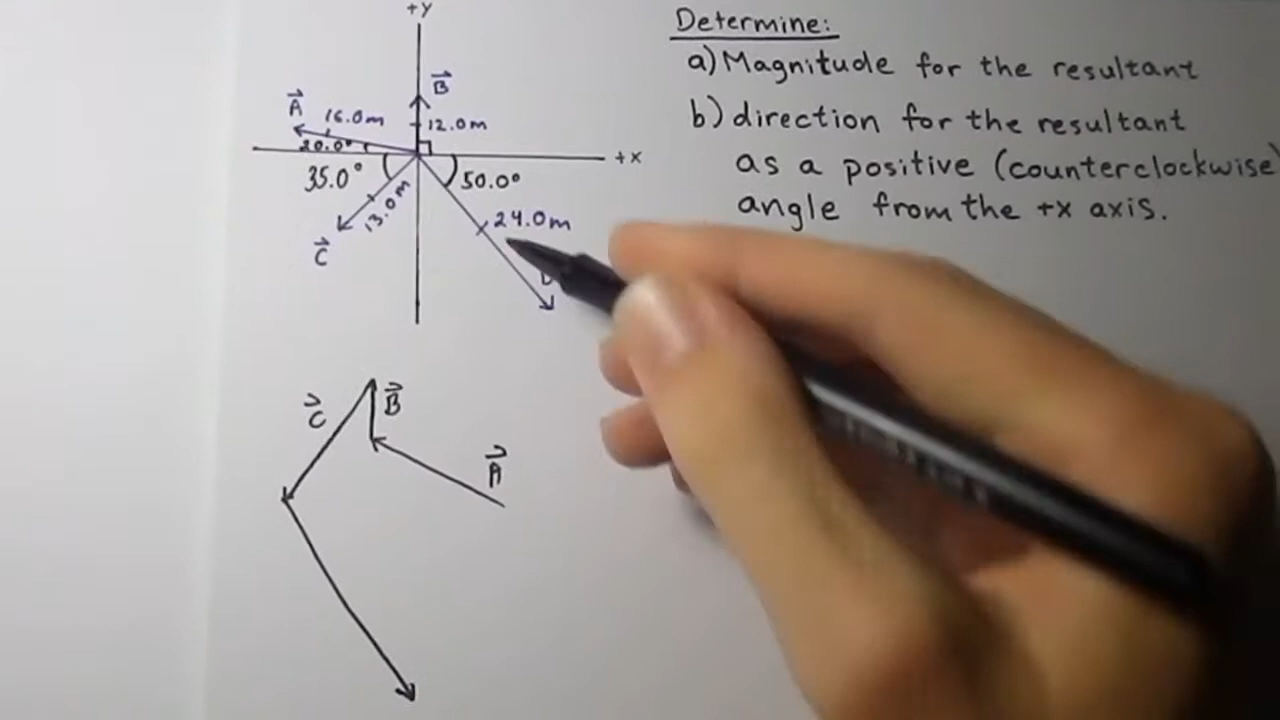 +y
Determine:
a) Magnitude for the resultant
b) direction for the resultant
as a positive (counterclockwise)
angle from the +x axis.
B
A
16.0m
12.0m
20.0°
+x
35.0°
50.0°
13.0m
24.0m
C
B
C
A